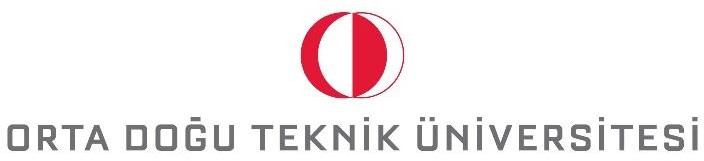 ORTA DOĞU TEKNİK ÜNİVERSİTESİ